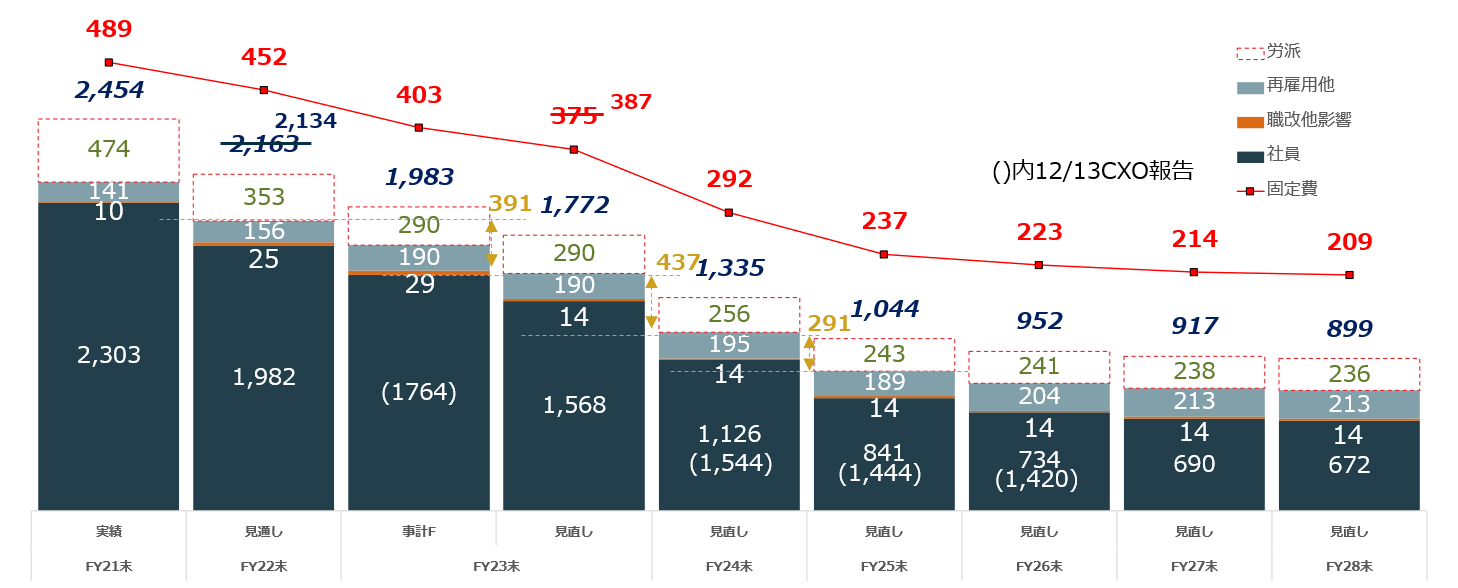 489
2,454
474
141
10
2,303
452
2,134
2,163
353
156
25
1,982
403
1,983
391
290
190
29
(1764)
375
387
1,772
290
190
14
1,568
437
292
1,335
256
195
14
1,126
(1,544)
291
237
1,044
243
189
14
841
(1,444)
223
952
241
204
14
734
(1,420)
214
917
238
213
14
690
209
899
236
213
14
672
()内12/13CXO報告
労派
再雇用他
職改他影響
社員
固定費
実績
見適し
事計F
見直し
見直し
見直し
見直し
見直し
見直し
FY21末
FY22末
FY23末
FY24末
FY25末
FY26末
FY27末
FY28末